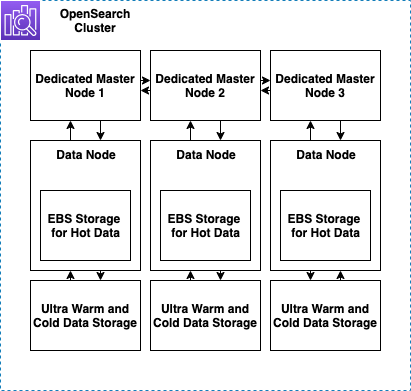 OpenSearch
Cluster
Dedicated Master
Node 1
Dedicated Master
Node 2
Dedicated Master
Node 3
Data Node
Data Node
Data Node
EBS Storage
for Hot Data
EBS Storage
for Hot Data
EBS Storage
for Hot Data
Ultra Warm and
Cold Data Storage
Ultra Warm and
Cold Data Storage
Ultra Warm and
Cold Data Storage